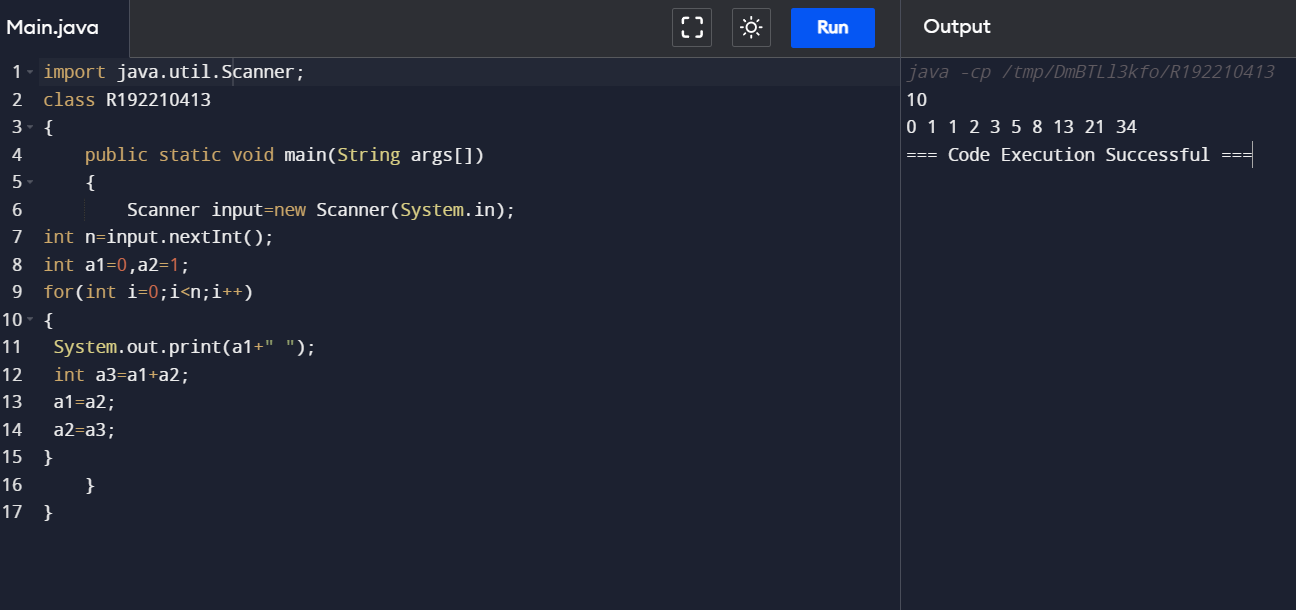 Main.java
Run
Output
1 import java.util.Scanner;
2 class R192210413
3 {
4     public static void main(String args[])
5     {
6         Scanner input=new Scanner(System.in);
7 int n=input.nextInt();
8 int a1=0,a2=1;
9 for(int i=0;i<n;i++)
10 {
11  System.out.print(a1+" ");
12  int a3=a1+a2;
13  a1=a2;
14  a2=a3;
15 }
16     }
17 }
java -cp /tmp/DmBTLl3kfo/R192210413
10
0 1 1 2 3 5 8 13 21 34
=== Code Execution Successful ===